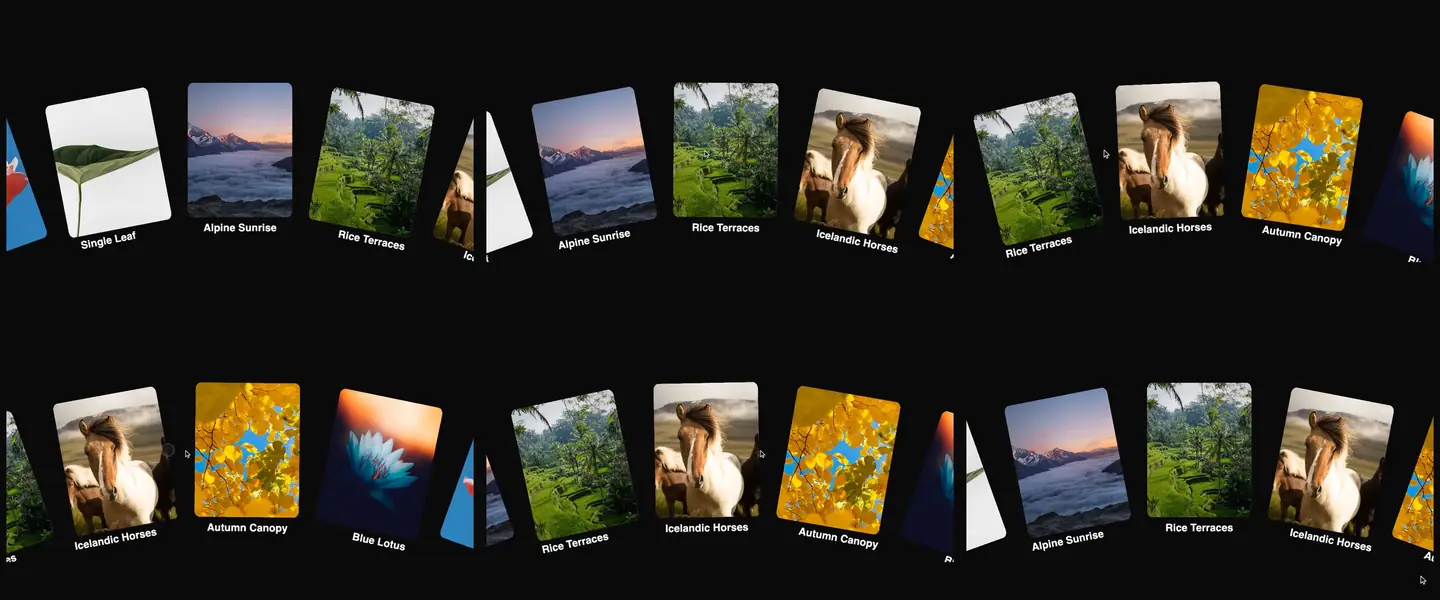 Single Leaf
Alpine Sunrise
Rice Terraces
Alpine Sunrise
Rice Terraces
Icelandic Horses
Rice Terraces
Icelandic Horses
Autumn Canopy
Icelandic Horses
Autumn Canopy
Blue Lotus
Rice Terraces
Icelandic Horses
Autumn Canopy
Alpine Sunrise
Rice Terraces
Icelandic Horses